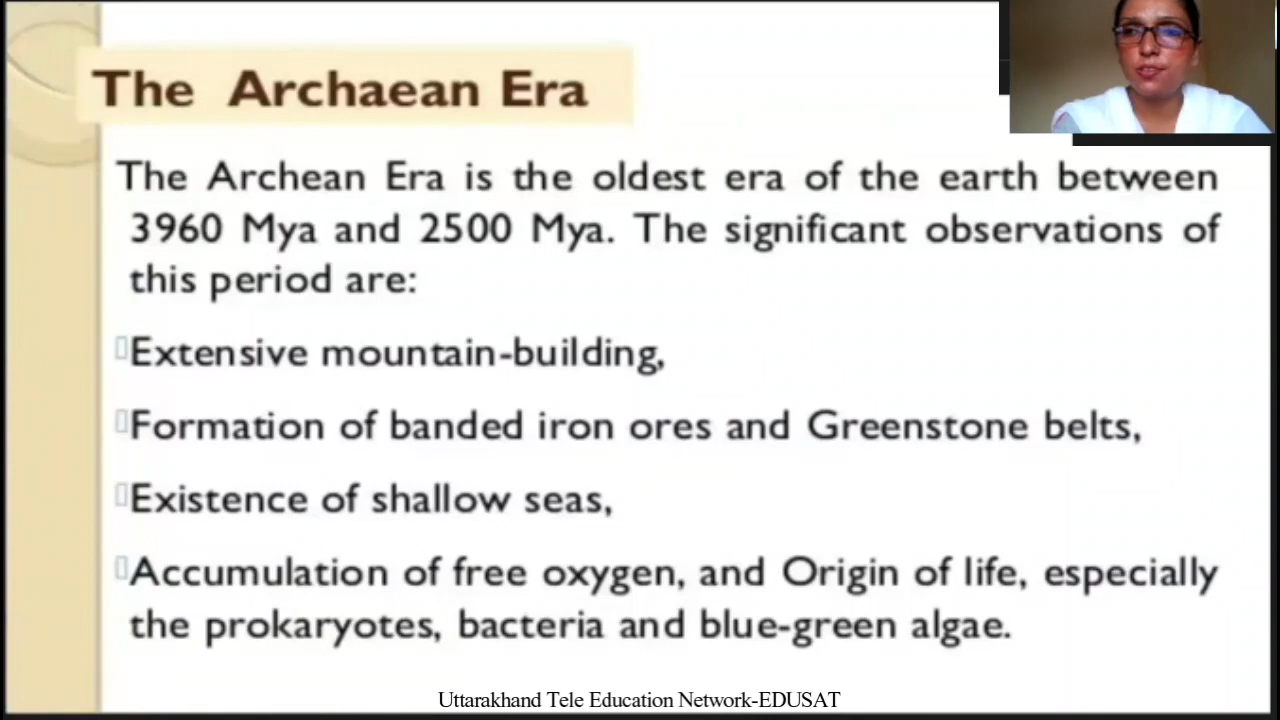 The Archaean Era
The Archean Era is the oldest era of the earth between
3960 Mya and 2500 Mya. The significant observations of
this period are:
Extensive mountain-building,
Formation of banded iron ores and Greenstone belts,
Existence of shallow seas,
Accumulation of free oxygen, and Origin of life, especially
the prokaryotes, bacteria and blue-green algae.
Uttarakhand Tele Education Network-EDUSAT